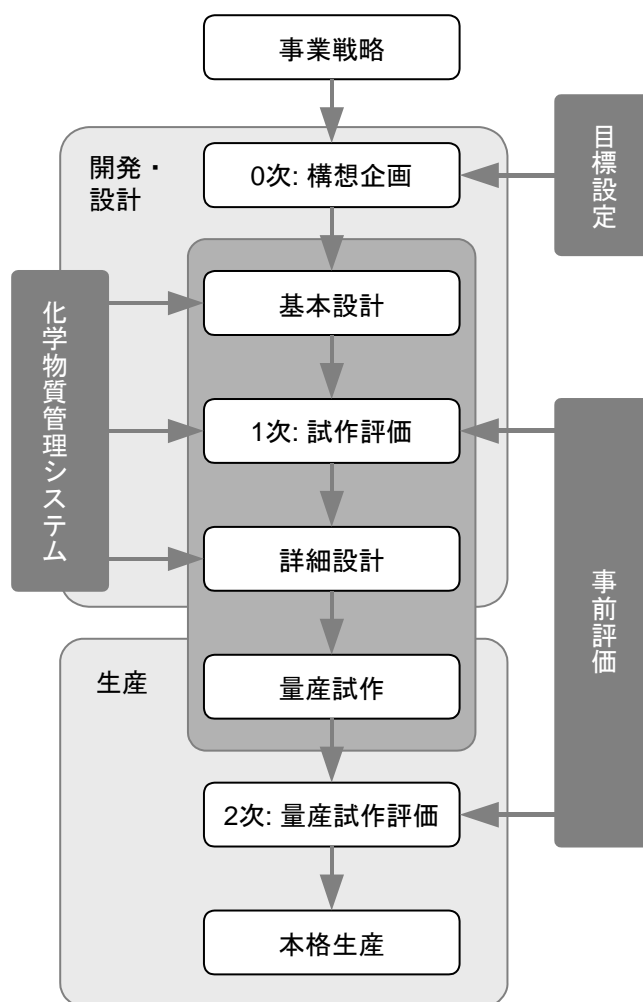 事業戦略
開発・
設計
0次: 構想企画
目標設定
基本設計
化学物質管理システム
1次: 試作評価
詳細設計
事前評価
生産
量産試作
2次: 量産試作評価
本格生産